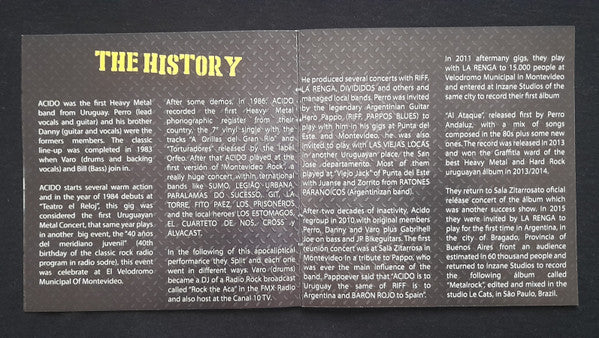 THE HISTORY
ACIDO was the first Heavy Metal
band from Uruguay. Perro (lead
vocals and guitar) and his brother
Danny (guitar and vocals) were the
formers members. The classic
line-up was completed in 1983
when Varo (drums and backing
vocals) and Bill (Bass) join in.
ACIDO starts several warm action
and in the year of 1984 debuts at
"Teatro el Reloj", this gig was
considered the first Uruguayan
Metal Concert, that same year plays
in another big event, the "40 años
del meridiano juvenil" (40th
birthday of the classic rock radio
program in radio sodre), this event
was celebrate at El Velodromo
Municipal Of Montevideo.
After some demos, in 1986, ACIDO
recorded the first Heavy Metal
phonographic register from their
country, the 7" vinyl single with the
tracks "A Orillas del Gran Rio" and
"Torturadores", released by the label
Orfeo. After that ACIDO played at the
first version of "Montevideo Rock", a
really huge concert with international
bands like SUMO, LEGIÃO URBANA,
PARALAMAS DO SUCESSO, GIT, LA
TORRE, FITO PAEZ, LOS PRISONEROS
and the local heroes LOS ESTOMAGOS,
EL CUARTETO DE NOS, CROSS y
ALVACAST.
In the following of this apocaliptical
performance they Split and each one
went in different ways. Varo (drums)
became a DJ of a Radio Rock broadcast
called "Rock the Aca" in the FMX Radio
and also host at the Canal 10 TV.
He produced several concerts with RIFF,
LA RENGA, DIVIDIDOS and others and
managed local bands. Perro was invited
by the legendary Argentinian Guitar
Hero PAPPO, (RIFF, PAPPOS BLUES) to
play with him in his gigs at Punta del
Este and Montevideo, he was also
invited to play with LAS VIEJAS LOCAS
in another Uruguayan place, the San
Jose departamento. Most of them
played at "Viejo Jack" of Punta del Este
with Juanse and Zorrito from RATONES
PARANOICOS (Argentinizan band).
After two decades of Inactivity, Acido
regroup in 2010 with original members
Perro, Danny and Varo plus Gabrihell
Joe on bass and JP Brikeguitars. The first
reunión concert was at Sala Zitarrosa in
Montevideo in a tribute to Pappo, who
was ever the main influence of the
band, Pappoever said that:"ACIDO is to
Uruguay the same of RIFF is to
Argentina and BARON ROJO to Spain".
In 2011 aftermany gigs, they play
with LA RENGA to 15.000 people at
Velodromo Municipal in Montevideo
and entered at Inzane Studios of the
same city to record their first álbum
"Al Ataque", released first by Perro
Andaluz, with a mix of songs
composed in the 80s plus some new
ones. The record was released in 2013
and won the Graffitia ward of the
best Heavy Metal and Hard Rock
uruguayan álbum in 2013/2014.
They return to Sala Zitarrosato oficial
reléase concert of the álbum which
was another success show. In 2015
they were invited by LA RENGA to
play for the first time in Argentina, in
the city of Bragado, Provincia of
Buenos Aires front an audience
estimated in 60 thousand people and
returned to Inzane Studios to record
the following álbum called
"Metalrock", edited and mixed in the
studio Le Cats, in São Paulo, Brazil.